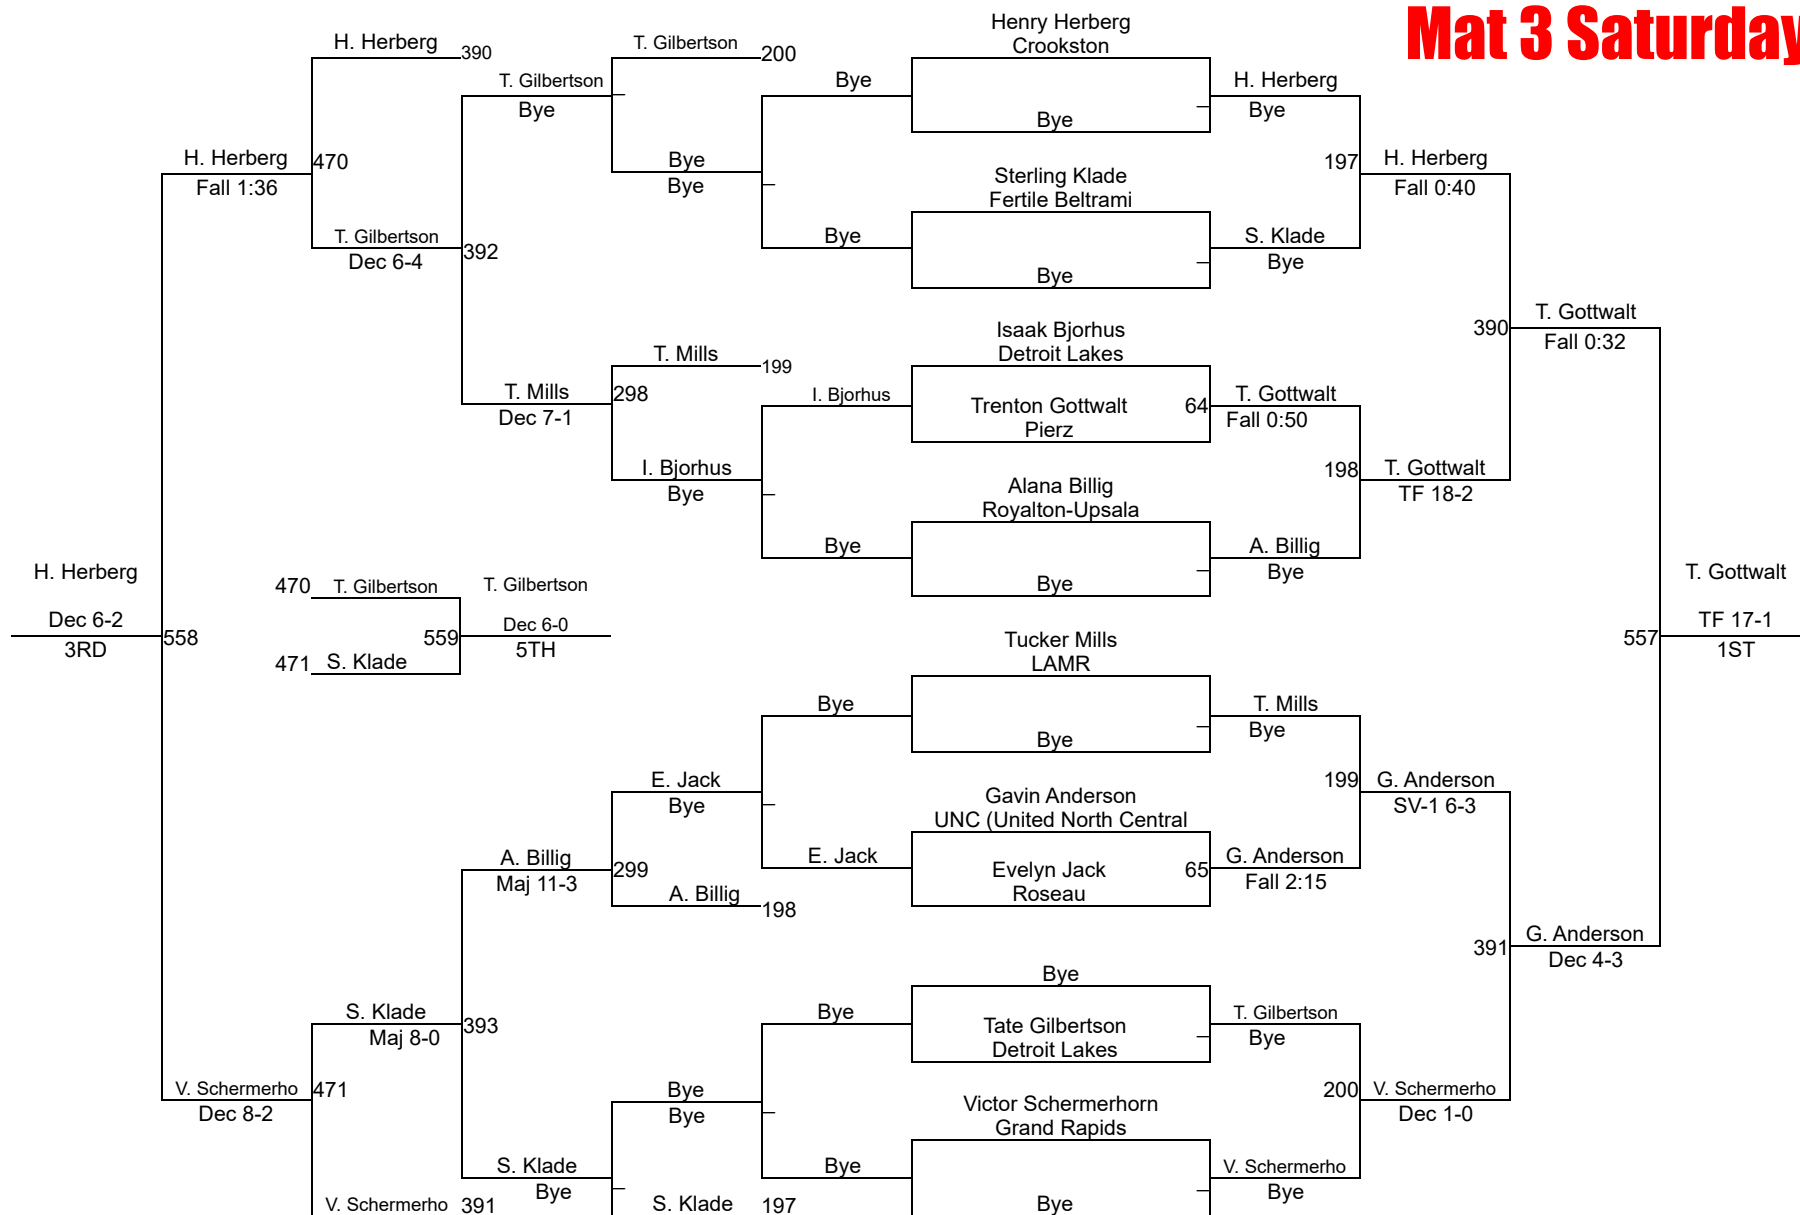 Mat 3 Saturday
Henry Herberg
Crookston
H. Herberg
390
T. Gilbertson
200
T. Gilbertson
Bye
Bye
Bye
H. Herberg
Bye
H. Herberg
470
Fall 1:36
Bye
Bye
Sterling Klade
Fertile Beltrami
197
H. Herberg
Fall 0:40
T. Gilbertson
Dec 6-4
392
Bye
Bye
S. Klade
Bye
Isaak Bjorhus
Detroit Lakes
390
T. Gottwalt
Fall 0:32
T. Mills
199
T. Mills
Dec 7-1
298
I. Bjorhus
Trenton Gottwalt
Pierz
64
T. Gottwalt
Fall 0:50
I. Bjorhus
Bye
Alana Billig
Royalton-Upsala
198
T. Gottwalt
TF 18-2
Bye
Bye
A. Billig
Bye
H. Herberg
Dec 6-2
3RD
558
470
T. Gilbertson
471
S. Klade
559
T. Gilbertson
Dec 6-0
5TH
T. Gottwalt
TF 17-1
1ST
557
Tucker Mills
LAMR
Bye
Bye
T. Mills
Bye
E. Jack
Bye
Gavin Anderson
UNC (United North Central
199
G. Anderson
SV-1 6-3
A. Billig
Maj 11-3
299
E. Jack
Evelyn Jack
Roseau
65
G. Anderson
Fall 2:15
A. Billig
198
391
G. Anderson
Dec 4-3
Bye
S. Klade
Maj 8-0
393
Bye
Tate Gilbertson
Detroit Lakes
T. Gilbertson
Bye
V. Schermerho
Dec 8-2
471
Bye
Bye
Victor Schermerhorn
Grand Rapids
200
V. Schermerho
Dec 1-0
S. Klade
Bye
Bye
Bye
V. Schermerho
Bye
V. Schermerho
391
S. Klade
197